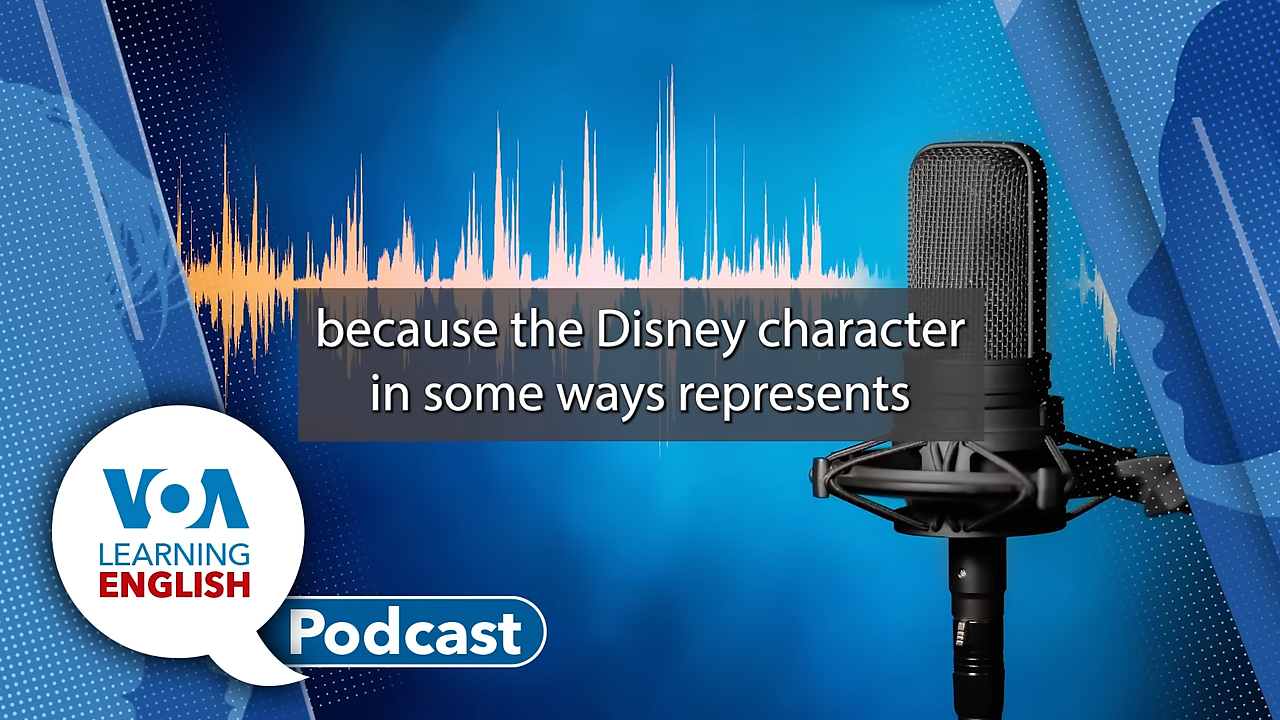 because the Disney character
in some ways represents
VOA
LEARNING
ENGLISH
Podcast